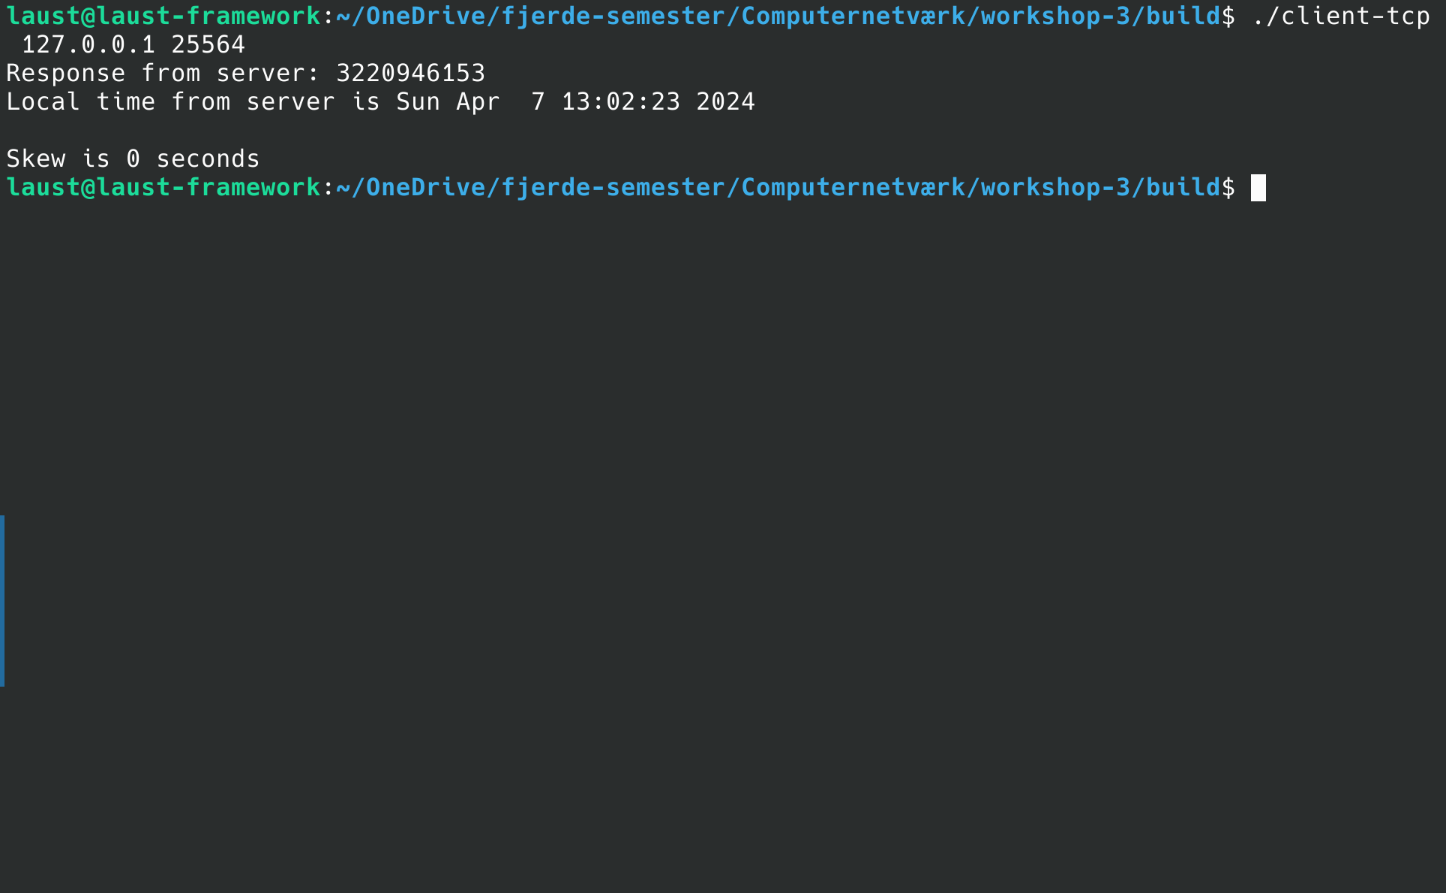 laust@laust-framework:~/OneDrive/fjerde-semester/Computernetværk/workshop-3/build$ ./client-tcp
 127.0.0.1 25564
Response from server: 3220946153
Local time from server is Sun Apr  7 13:02:23 2024

Skew is 0 seconds
laust@laust-framework:~/OneDrive/fjerde-semester/Computernetværk/workshop-3/build$